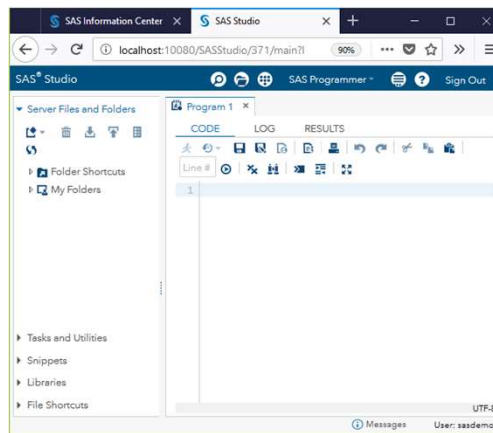 SAS Information Center
SAS Studio
localhost:10080/SASStudio/371/main?l
90%
SAS® Studio
SAS Programmer
Sign Out
Server Files and Folders
Folder Shortcuts
My Folders
Tasks and Utilities
Snippets
Libraries
File Shortcuts
Program 1
CODE LOG RESULTS
Line #
1
UTF-8
Messages User: sasdemo